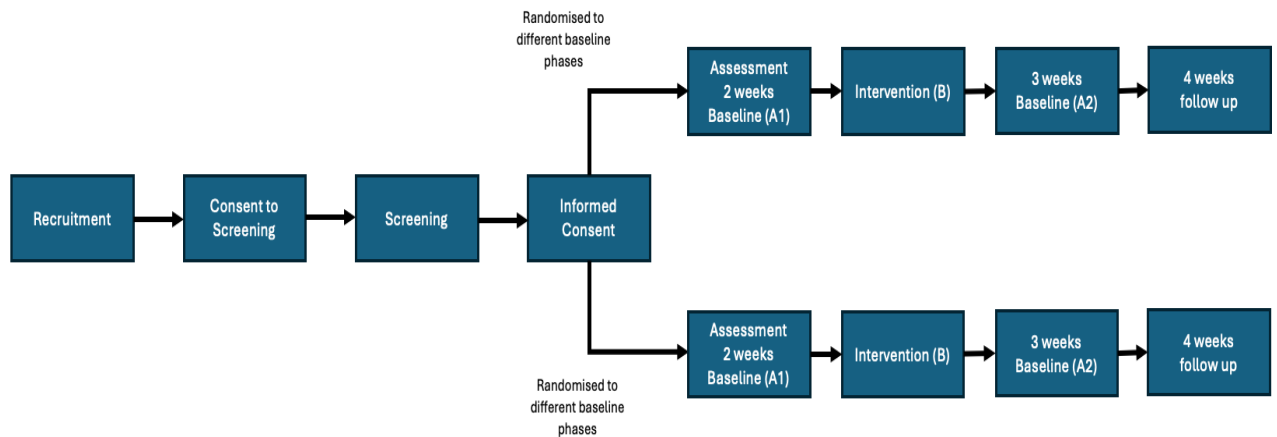 Randomised to
different baseline
phases
Assessment
2 weeks
Baseline (A1)
Intervention (B)
3 weeks
Baseline (A2)
4 weeks
follow up
Recruitment
Consent to
Screening
Screening
Informed
Consent
Assessment
2 weeks
Baseline (A1)
Intervention (B)
3 weeks
Baseline (A2)
4 weeks
follow up
Randomised to
different baseline
phases